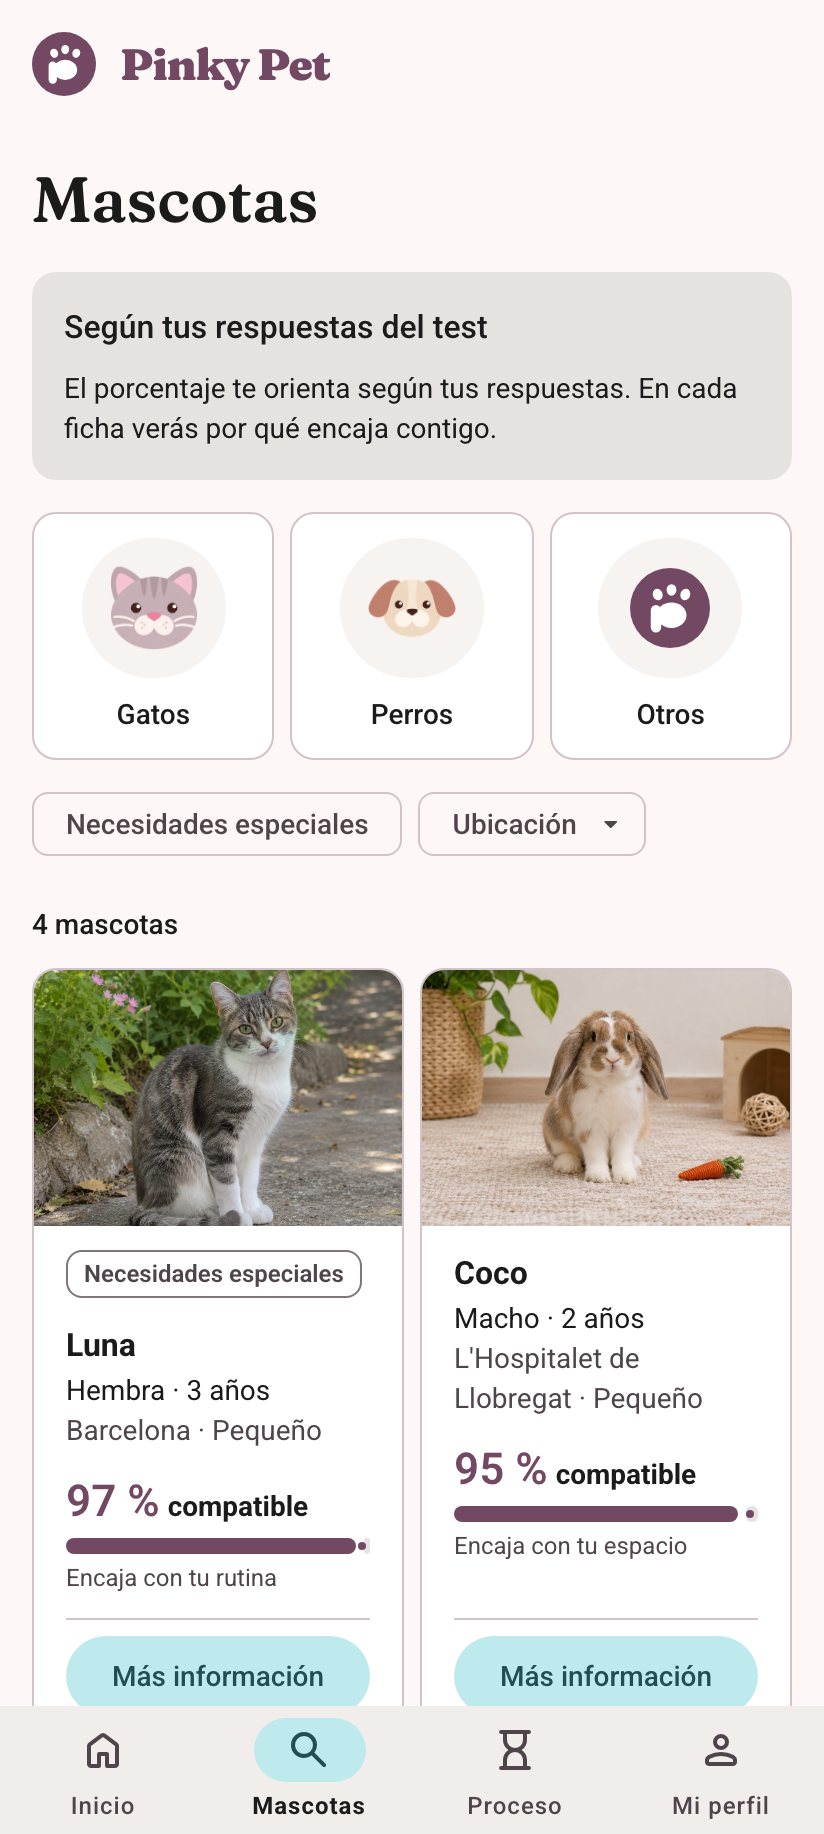 Pinky Pet
Mascotas
Según tus respuestas del test
El porcentaje te orienta según tus respuestas. En cada
ficha verás por qué encaja contigo.
Gatos
Perros
Otros
Necesidades especiales
Ubicación
4 mascotas
Necesidades especiales
Luna
Hembra · 3 años
Barcelona · Pequeño
97 % compatible
Encaja con tu rutina
Más información
Coco
Macho · 2 años
L'Hospitalet de
Llobregat · Pequeño
95 % compatible
Encaja con tu espacio
Más información
Inicio
Mascotas
Proceso
Mi perfil